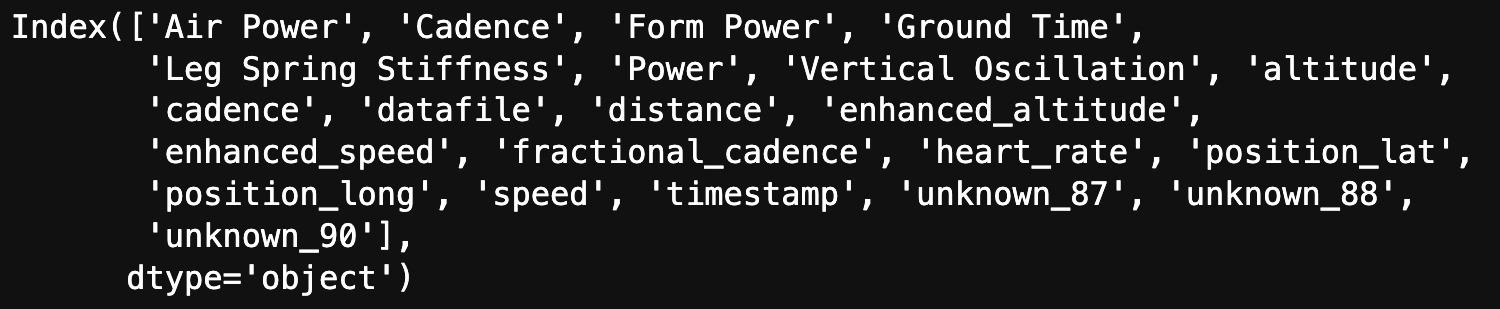 Index(['Air Power', 'Cadence', 'Form Power', 'Ground Time',
'Leg Spring Stiffness', 'Power', 'Vertical Oscillation', 'altitude',
'cadence', 'datafile', 'distance', 'enhanced_altitude',
'enhanced_speed', 'fractional_cadence', 'heart_rate', 'position_lat',
'position_long', 'speed', 'timestamp', 'unknown_87', 'unknown_88',
'unknown_90'],
dtype='object')